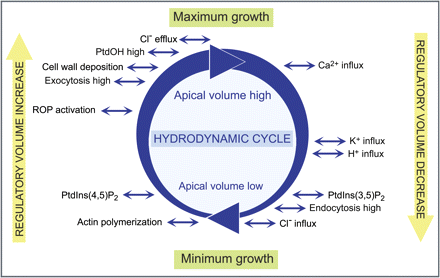 Maximum growth
Cl⁻ efflux
PtdOH high
Cell wall deposition
Exocytosis high
ROP activation
PtdIns(4,5)P₂
Actin polymerization
REGULATORY VOLUME INCREASE
Apical volume high
HYDRODYNAMIC CYCLE
Apical volume low
Ca²⁺ influx
K⁺ influx
H⁺ influx
PtdIns(3,5)P₂
Endocytosis high
Cl⁻ influx
REGULATORY VOLUME DECREASE
Minimum growth